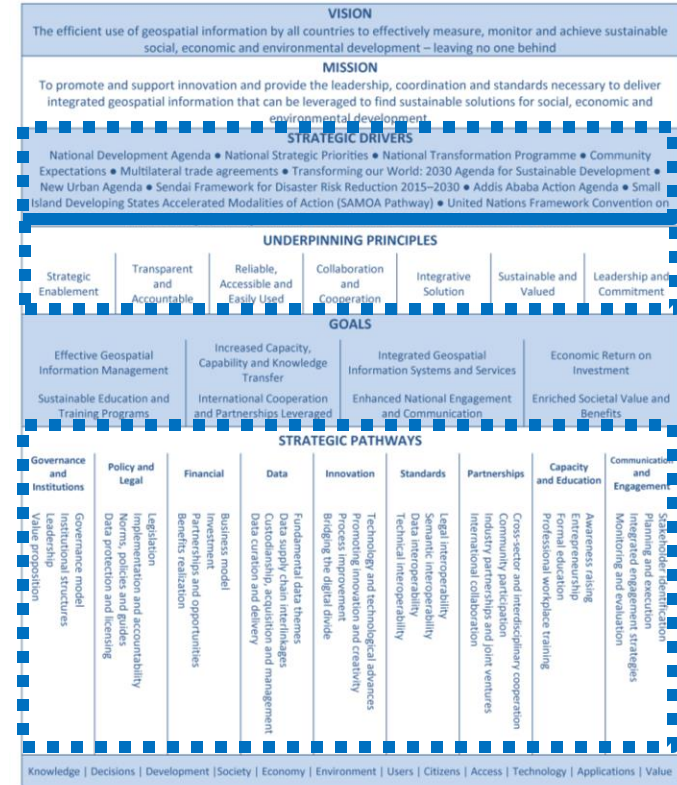 VISION
The efficient use of geospatial information by all countries to effectively measure, monitor and achieve sustainable
social, economic and environmental development – leaving no one behind
MISSION
To promote and support innovation and provide the leadership, coordination and standards necessary to deliver
integrated geospatial information that can be leveraged to find sustainable solutions for social, economic and
environmental development
STRATEGIC DRIVERS
National Development Agenda ● National Strategic Priorities ● National Transformation Programme ● Community
Expectations ● Multilateral trade agreements ● Transforming our World: 2030 Agenda for Sustainable Development ●
New Urban Agenda ● Sendai Framework for Disaster Risk Reduction 2015–2030 ● Addis Ababa Action Agenda ● Small
Island Developing States Accelerated Modalities of Action (SAMOA Pathway) ● United Nations Framework Convention on
UNDERPINNING PRINCIPLES
Strategic
Enablement
Transparent
and
Accountable
Reliable,
Accessible and
Easily Used
Collaboration
and
Cooperation
Integrative
Solution
Sustainable and
Valued
Leadership and
Commitment
GOALS
Effective Geospatial
Information Management
Increased Capacity,
Capability and Knowledge
Transfer
Integrated Geospatial
Information Systems and Services
Economic Return on
Investment
Sustainable Education and
Training Programs
International Cooperation
and Partnerships Leveraged
Enhanced National Engagement
and Communication
Enriched Societal Value and
Benefits
STRATEGIC PATHWAYS
Governance
and
Institutions
Governance model
Institutional structures
Leadership
Value proposition
Policy and
Legal
Legislation
Implementation and accountability
Norms, policies and guides
Data protection and licensing
Financial
Business model
Investment
Partnerships and opportunities
Benefits realization
Data
Fundamental data themes
Data supply chain interlinkages
Custodianship, acquisition and management
Data curation and delivery
Innovation
Technology and technological advances
Promoting innovation and creativity
Process improvement
Bridging the digital divide
Standards
Legal interoperability
Semantic interoperability
Data interoperability
Technical interoperability
Partnerships
Cross-sector and interdisciplinary cooperation
Community participation
Industry partnerships and joint ventures
International collaboration
Capacity
and Education
Awareness raising
Entrepreneurship
Formal education
Professional workplace training
Communication
and
Engagement
Stakeholder identification
Planning and execution
Integrated engagement strategies
Monitoring and evaluation
Knowledge | Decisions | Development |Society | Economy | Environment | Users | Citizens | Access | Technology | Applications | Value